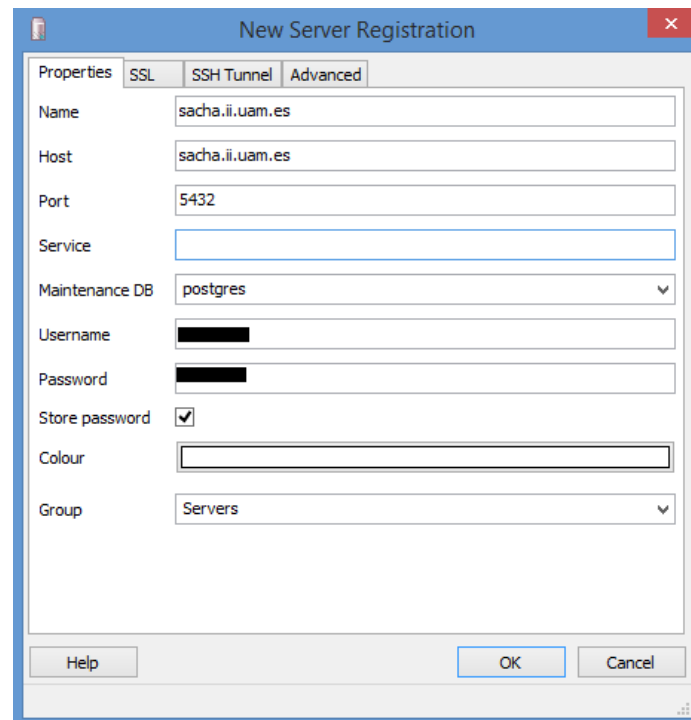 New Server Registration
Properties SSL SSH Tunnel Advanced
Name sacha.ii.uam.es
Host sacha.ii.uam.es
Port 5432
Service
Maintenance DB postgres
Username
Password
Store password
Colour
Group Servers
Help OK Cancel